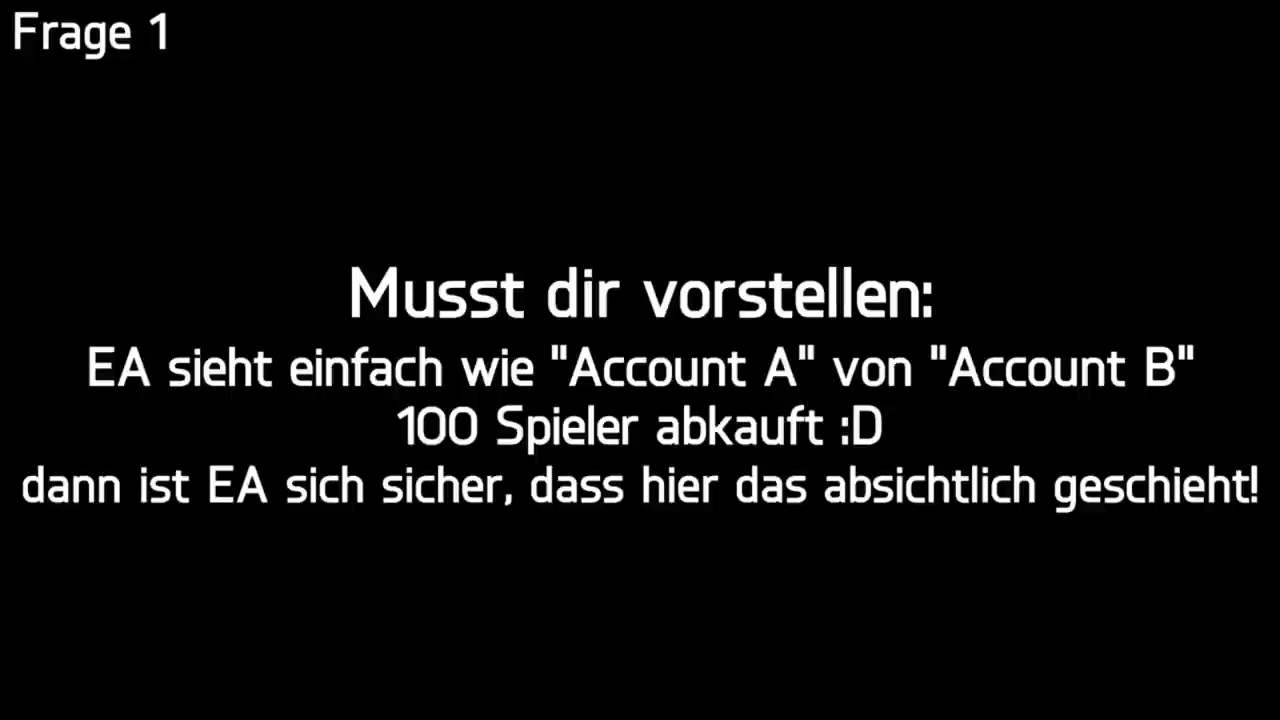 Frage 1
Musst dir vorstellen:
EA sieht einfach wie "Account A" von "Account B"
100 Spieler abkauft :D
dann ist EA sich sicher, dass hier das absichtlich geschieht!